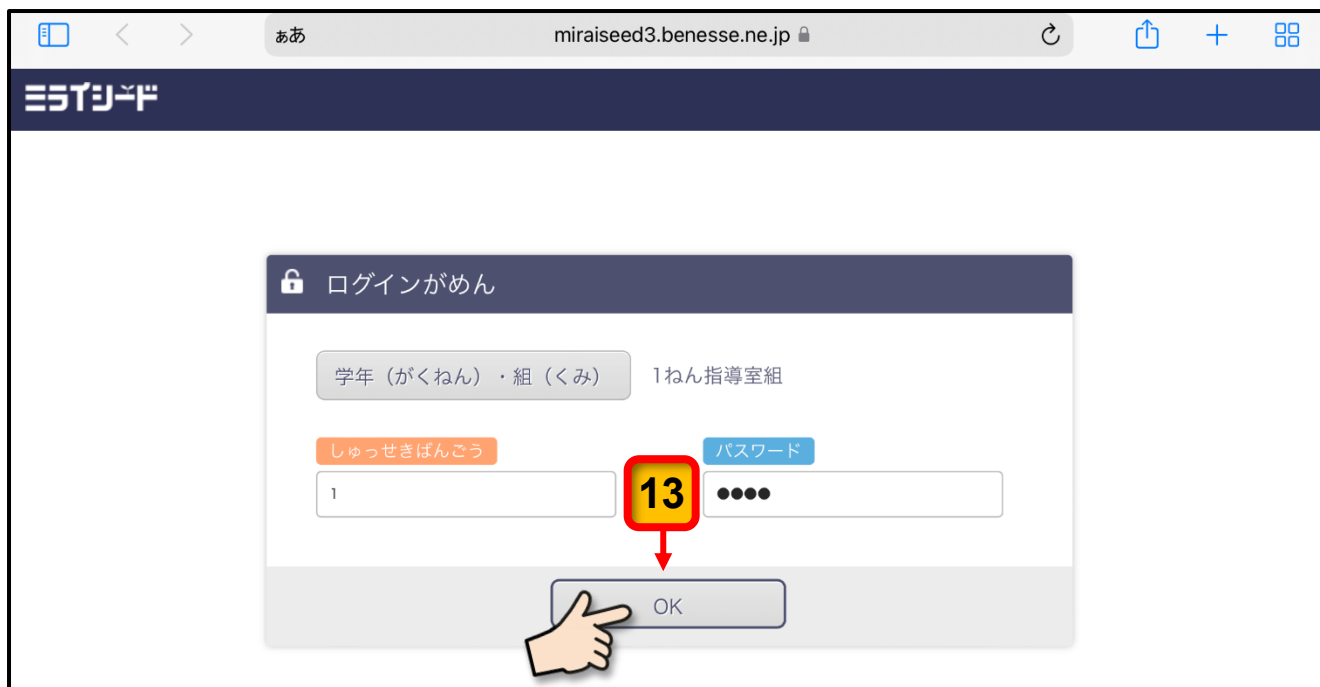 ぁあ miraiseed3.benesse.ne.jp
ミライシード
ログインがめん
学年（がくねん）・組（くみ） 1ねん指導室組
しゅっせきばんごう パスワード
1 13 ●●●●
OK